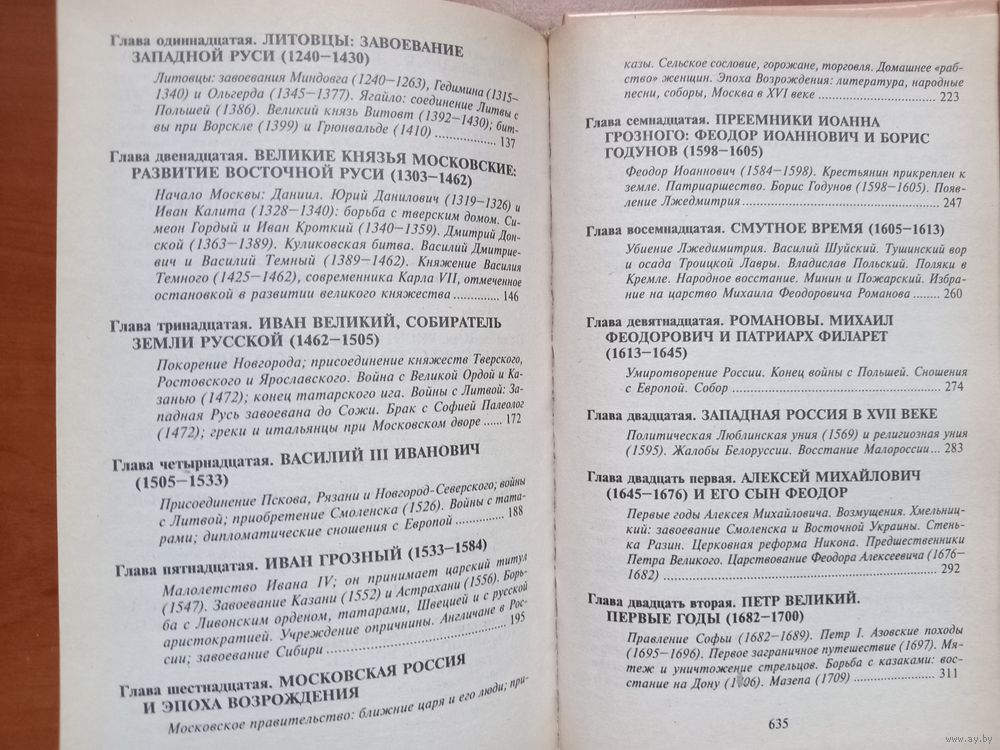 Глава одиннадцатая. ЛИТОВЦЫ: ЗАВОЕВАНИЕ
ЗАПАДНОЙ РУСИ (1240—1430)
Литовцы: завоевания Миндовга (1240—1263), Гедимина (1315—
1340) и Ольгерда (1345—1377). Ягайло: соединение Литвы с
Польшей (1386). Великий князь Витовт (1392—1430); бит-
вы при Ворскле (1399) и Грюнвальде (1410) .......... 137
Глава двенадцатая. ВЕЛИКИЕ КНЯЗЬЯ МОСКОВСКИЕ:
РАЗВИТИЕ ВОСТОЧНОЙ РУСИ (1303—1462)
Начало Москвы: Даниил. Юрий Данилович (1319—1326) и
Иван Калита (1328—1340): борьба с тверским домом. Си-
меон Гордый и Иван Кроткий (1340—1359). Дмитрий Дон-
ской (1363—1389). Куликовская битва. Василий Дмитрие-
вич и Василий Темный (1389—1462). Княжение Василия
Темного (1425—1462), современника Карла VII, отмеченное
остановкой в развитии великого княжества ............. 146
Глава тринадцатая. ИВАН ВЕЛИКИЙ, СОБИРАТЕЛЬ
ЗЕМЛИ РУССКОЙ (1462—1505)
Покорение Новгорода; присоединение княжеств Тверского,
Ростовского и Ярославского. Война с Великой Ордой и Ка-
занью (1472); конец татарского ига. Войны с Литвой: За-
падная Русь завоевана до Сожи. Брак с Софией Палеолог
(1472); греки и итальянцы при Московском дворе ..... 172
Глава четырнадцатая. ВАСИЛИЙ III ИВАНОВИЧ
(1505—1533)
Присоединение Пскова, Рязани и Новгород-Северского; войны
с Литвой; приобретение Смоленска (1526). Войны с тата-
рами; дипломатические сношения с Европой ............. 188
Глава пятнадцатая. ИВАН ГРОЗНЫЙ (1533—1584)
Малолетство Ивана IV; он принимает царский титул
(1547). Завоевание Казани (1552) и Астрахани (1556). Борь-
ба с Ливонским орденом, татарами, Швецией и с русской
аристократией. Учреждение опричнины. Англичане в Рос-
сии; завоевание Сибири ............................... 195
Глава шестнадцатая. МОСКОВСКАЯ РОССИЯ
И ЭПОХА ВОЗРОЖДЕНИЯ
Московское правительство: ближние царя и его люди; при-
казы. Сельское сословие, горожане, торговля. Домашнее «раб-
ство» женщин. Эпоха Возрождения: литература, народные
песни, соборы, Москва в XVI веке ..................... 223
Глава семнадцатая. ПРЕЕМНИКИ ИОАННА
ГРОЗНОГО: ФЕОДОР ИОАННОВИЧ И БОРИС
ГОДУНОВ (1598—1605)
Феодор Иоаннович (1584—1598). Крестьянин прикреплен к
земле. Патриаршество. Борис Годунов (1598—1605). Появ-
ление Лжедмитрия ..................................... 247
Глава восемнадцатая. СМУТНОЕ ВРЕМЯ (1605—1613)
Убиение Лжедимитрия. Василий Шуйский. Тушинский вор
и осада Троицкой Лавры. Владислав Польский. Поляки в
Кремле. Народное восстание. Минин и Пожарский. Избра-
ние на царство Михаила Феодоровича Романова ........ 260
Глава девятнадцатая. РОМАНОВЫ. МИХАИЛ
ФЕОДОРОВИЧ И ПАТРИАРХ ФИЛАРЕТ
(1613—1645)
Умиротворение России. Конец войны с Польшей. Сношения
с Европой. Собор ..................................... 274
Глава двадцатая. ЗАПАДНАЯ РОССИЯ В XVII ВЕКЕ
Политическая Люблинская уния (1569) и религиозная уния
(1595). Жалобы Белоруссии. Восстание Малороссии... 283
Глава двадцать первая. АЛЕКСЕЙ МИХАЙЛОВИЧ
(1645—1676) И ЕГО СЫН ФЕОДОР
Первые годы Алексея Михайловича. Возмущения. Хмельниц-
кий: завоевание Смоленска и Восточной Украины. Стень-
ка Разин. Церковная реформа Никона. Предшественники
Петра Великого. Царствование Феодора Алексеевича (1676—
1682) ................................................ 292
Глава двадцать вторая. ПЕТР ВЕЛИКИЙ.
ПЕРВЫЕ ГОДЫ (1682—1700)
Правление Софьи (1682—1689). Петр I. Азовские походы
(1695—1696). Первое заграничное путешествие (1697). Мя-
теж и уничтожение стрельцов. Борьба с казаками: вос-
стание на Дону (1706). Мазепа (1709) ................. 311
635
www.ay.by